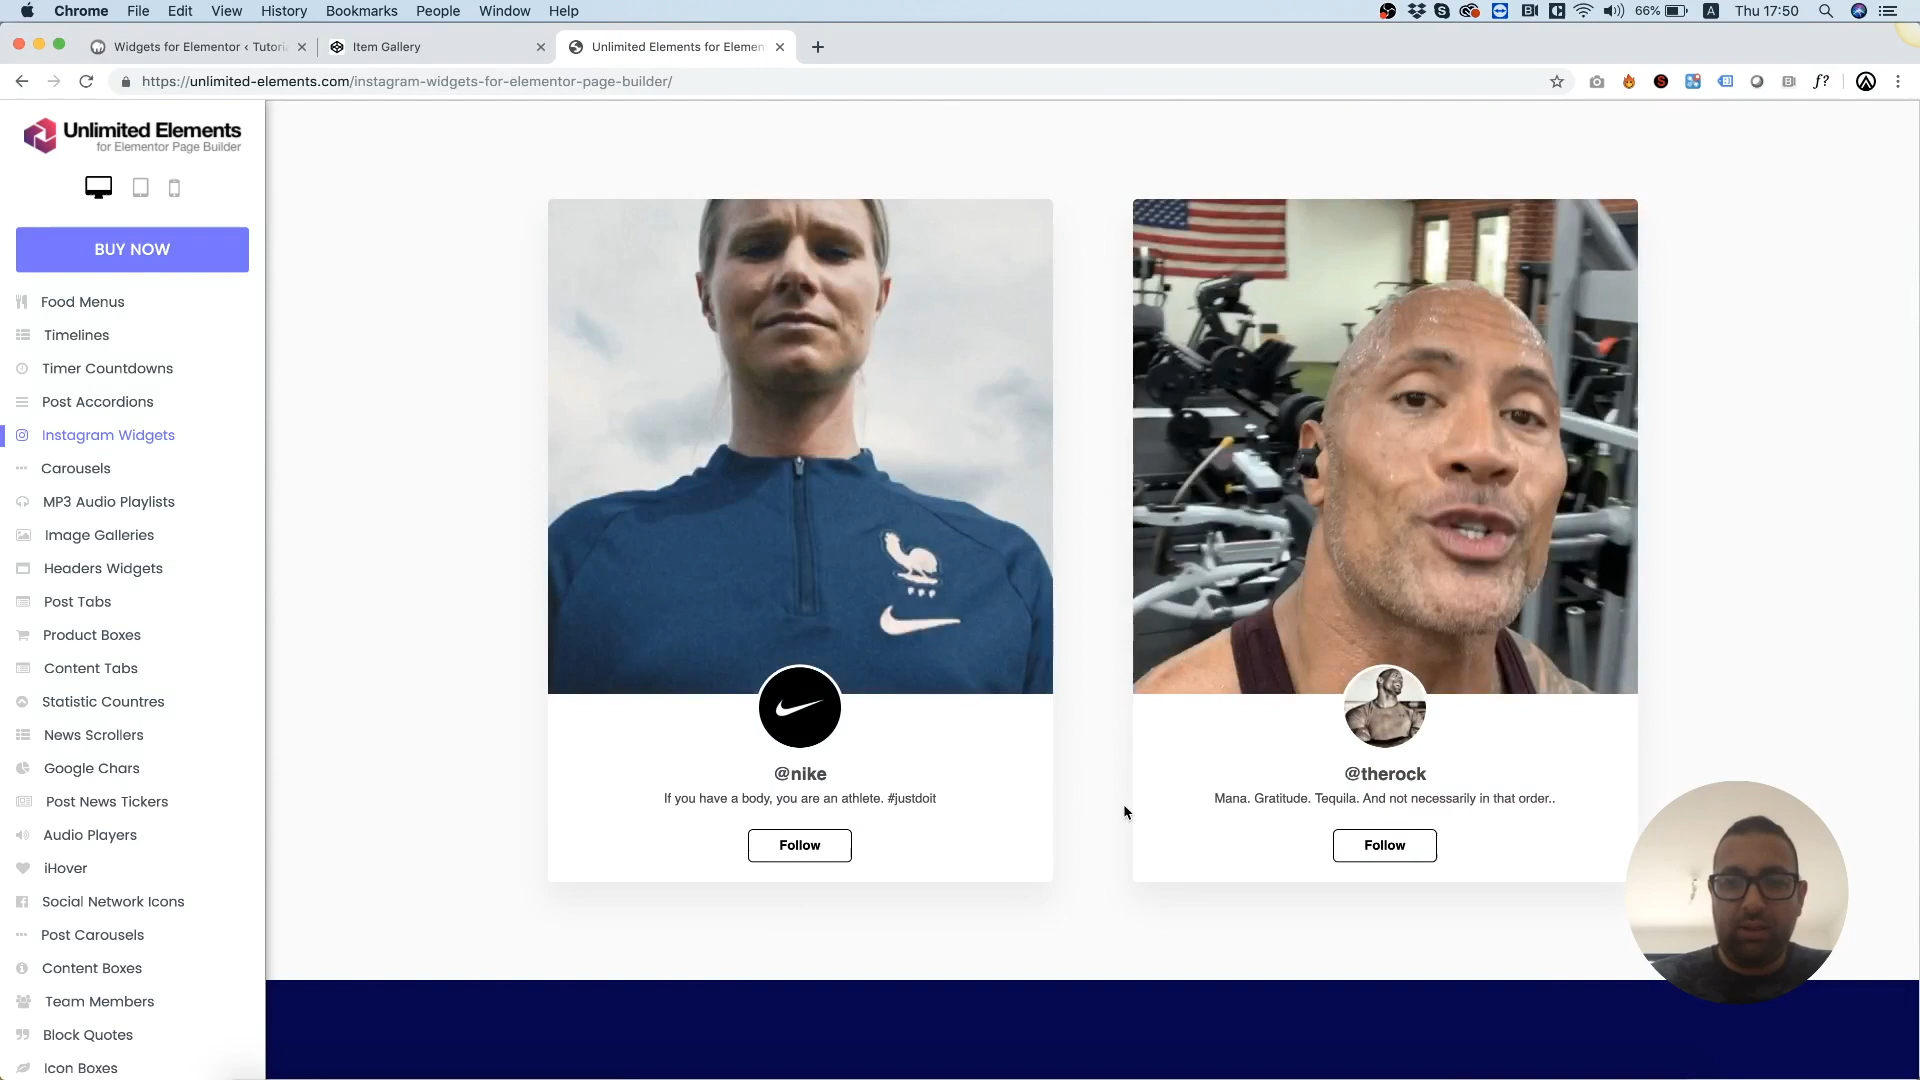 Chrome File Edit View History Bookmarks People Window Help
66% A Thu 17:50
Widgets for Elementor ‹ Tutori
Item Gallery
Unlimited Elements for Elemen
https://unlimited-elements.com/instagram-widgets-for-elementor-page-builder/
f?
Unlimited Elements
for Elementor Page Builder
BUY NOW
Food Menus
Timelines
Timer Countdowns
Post Accordions
Instagram Widgets
Carousels
MP3 Audio Playlists
Image Galleries
Headers Widgets
Post Tabs
Product Boxes
Content Tabs
Statistic Countres
News Scrollers
Google Chars
Post News Tickers
Audio Players
iHover
Social Network Icons
Post Carousels
Content Boxes
Team Members
Block Quotes
Icon Boxes
@nike
If you have a body, you are an athlete. #justdoit
Follow
@therock
Mana. Gratitude. Tequila. And not necessarily in that order..
Follow